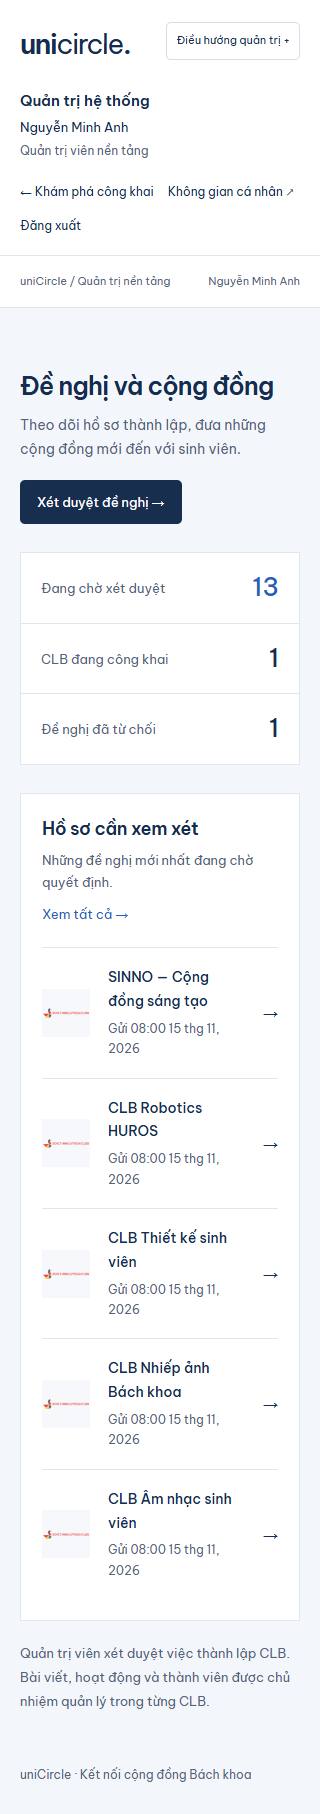 unicircle.
Điều hướng quản trị +
Quản trị hệ thống
Nguyễn Minh Anh
Quản trị viên nền tảng
← Khám phá công khai Không gian cá nhân ↗
Đăng xuất
uniCircle / Quản trị nền tảng Nguyễn Minh Anh
Đề nghị và cộng đồng
Theo dõi hồ sơ thành lập, đưa những
cộng đồng mới đến với sinh viên.
Xét duyệt đề nghị →
Đang chờ xét duyệt 13
CLB đang công khai 1
Đề nghị đã từ chối 1
Hồ sơ cần xem xét
Những đề nghị mới nhất đang chờ
quyết định.
Xem tất cả →
SINNO — Cộng
đồng sáng tạo
Gửi 08:00 15 thg 11,
2026
→
CLB Robotics
HUROS
Gửi 08:00 15 thg 11,
2026
→
CLB Thiết kế sinh
viên
Gửi 08:00 15 thg 11,
2026
→
CLB Nhiếp ảnh
Bách khoa
Gửi 08:00 15 thg 11,
2026
→
CLB Âm nhạc sinh
viên
Gửi 08:00 15 thg 11,
2026
→
Quản trị viên xét duyệt việc thành lập CLB.
Bài viết, hoạt động và thành viên được chủ
nhiệm quản lý trong từng CLB.
uniCircle · Kết nối cộng đồng Bách khoa